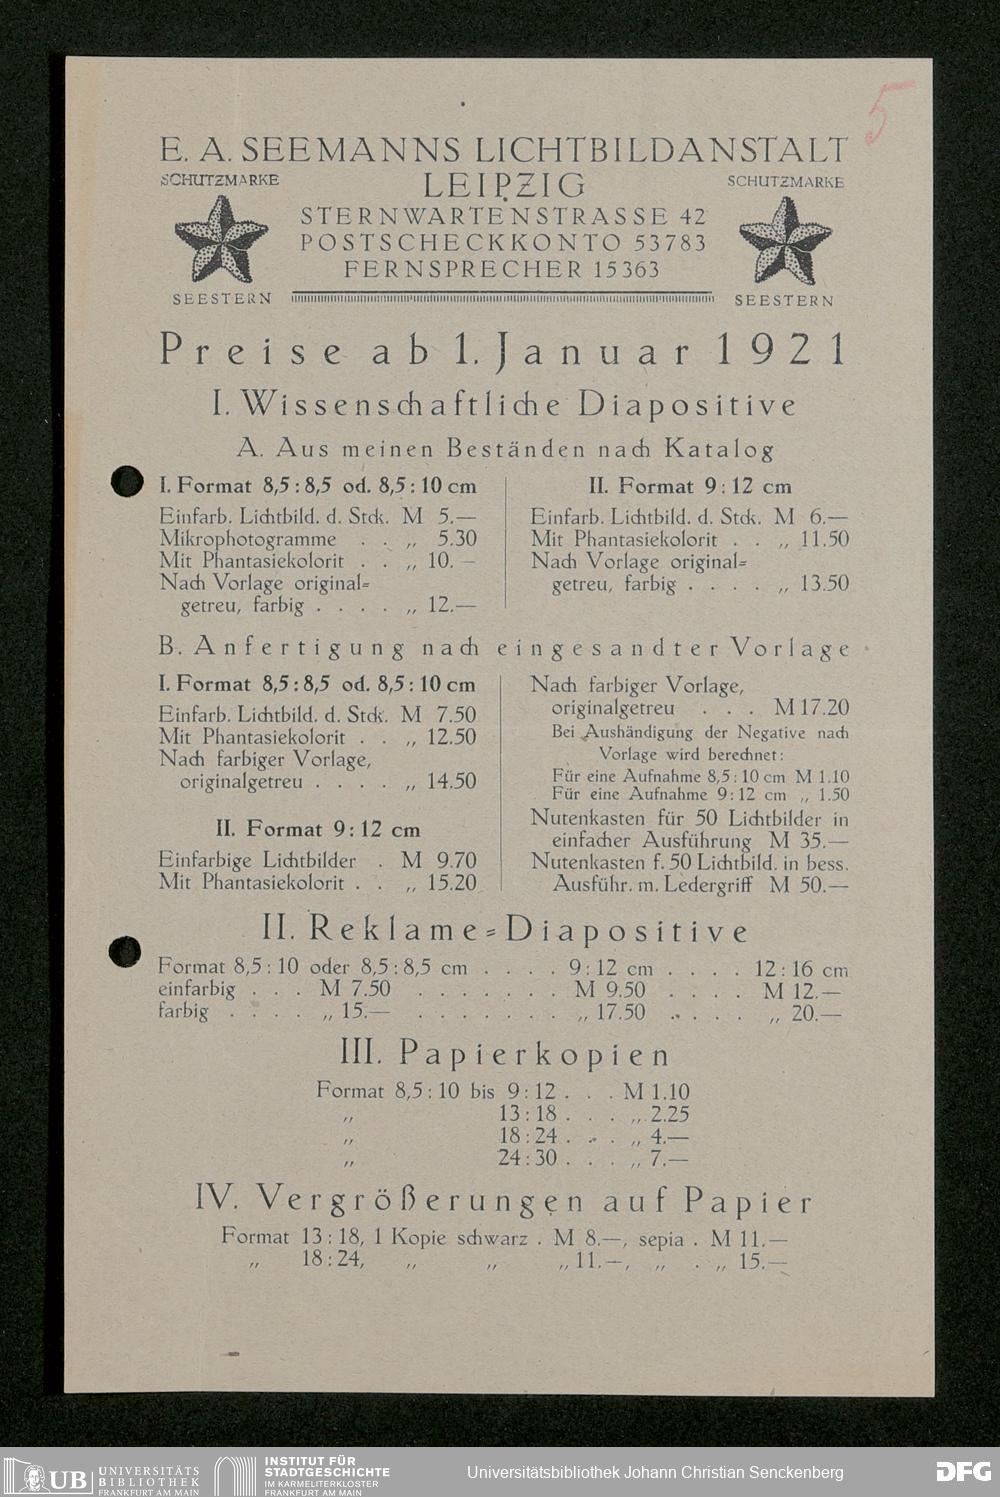 5
E. A. SEEMANNS LICHTBILDANSTALT
LEIPZIG
STERNWARTENSTRASSE 42
POSTSCHECKKONTO 53783
FERNSPRECHER 15363
SCHUTZMARKE
SEESTERN
SCHUTZMARKE
SEESTERN
Preise ab 1. Januar 1921
I. Wissenschaftliche Diapositive
A. Aus meinen Beständen nach Katalog
I. Format 8,5 : 8,5 od. 8,5 : 10 cm
Einfarb. Lichtbild. d. Stck. M 5.—
Mikrophotogramme . . „ 5.30
Mit Phantasiekolorit . . „ 10.—
Nach Vorlage original=
getreu, farbig . . . . „ 12.—
II. Format 9 : 12 cm
Einfarb. Lichtbild. d. Stck. M 6.—
Mit Phantasiekolorit . . „ 11.50
Nach Vorlage original=
getreu, farbig . . . . „ 13.50
B. Anfertigung nach eingesandter Vorlage
I. Format 8,5 : 8,5 od. 8,5 : 10 cm
Einfarb. Lichtbild. d. Stck. M 7.50
Mit Phantasiekolorit . . „ 12.50
Nach farbiger Vorlage,
originalgetreu . . . . „ 14.50
II. Format 9 : 12 cm
Einfarbige Lichtbilder . M 9.70
Mit Phantasiekolorit . . „ 15.20
Nach farbiger Vorlage,
originalgetreu . . . M 17.20
Bei Aushändigung der Negative nach
Vorlage wird berechnet:
Für eine Aufnahme 8,5 : 10 cm M 1.10
Für eine Aufnahme 9 : 12 cm „ 1.50
Nutenkasten für 50 Lichtbilder in
einfacher Ausführung M 35.—
Nutenkasten f. 50 Lichtbild. in bess.
Ausführ. m. Ledergriff M 50.—
II. Reklame=Diapositive
Format 8,5 : 10 oder 8,5 : 8,5 cm . . . . 9 : 12 cm . . . . 12 : 16 cm
einfarbig . . . M 7.50 . . . . . . . M 9.50 . . . . M 12.—
farbig . . . . „ 15.— . . . . . . . „ 17.50 . . . . „ 20.—
III. Papierkopien
Format 8,5 : 10 bis 9 : 12 . . . M 1.10
„ 13 : 18 . . . „ 2.25
„ 18 : 24 . . . „ 4.—
„ 24 : 30 . . . „ 7.—
IV. Vergrößerungen auf Papier
Format 13 : 18, 1 Kopie schwarz . M 8.—, sepia . M 11.—
„ 18 : 24, „ „ „ 11.—, „ . „ 15.—
UB UNIVERSITÄTS
BIBLIOTHEK
FRANKFURT AM MAIN
INSTITUT FÜR
STADTGESCHICHTE
IM KARMELITERKLOSTER
FRANKFURT AM MAIN
Universitätsbibliothek Johann Christian Senckenberg
DFG